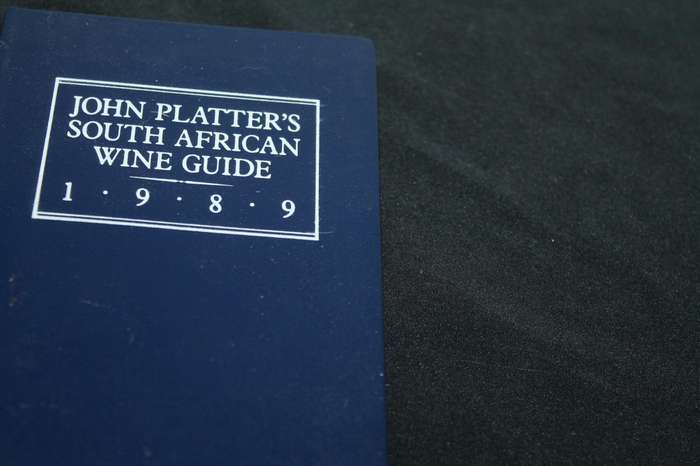 JOHN PLATTER'S
SOUTH AFRICAN
WINE GUIDE
1 · 9 · 8 · 9